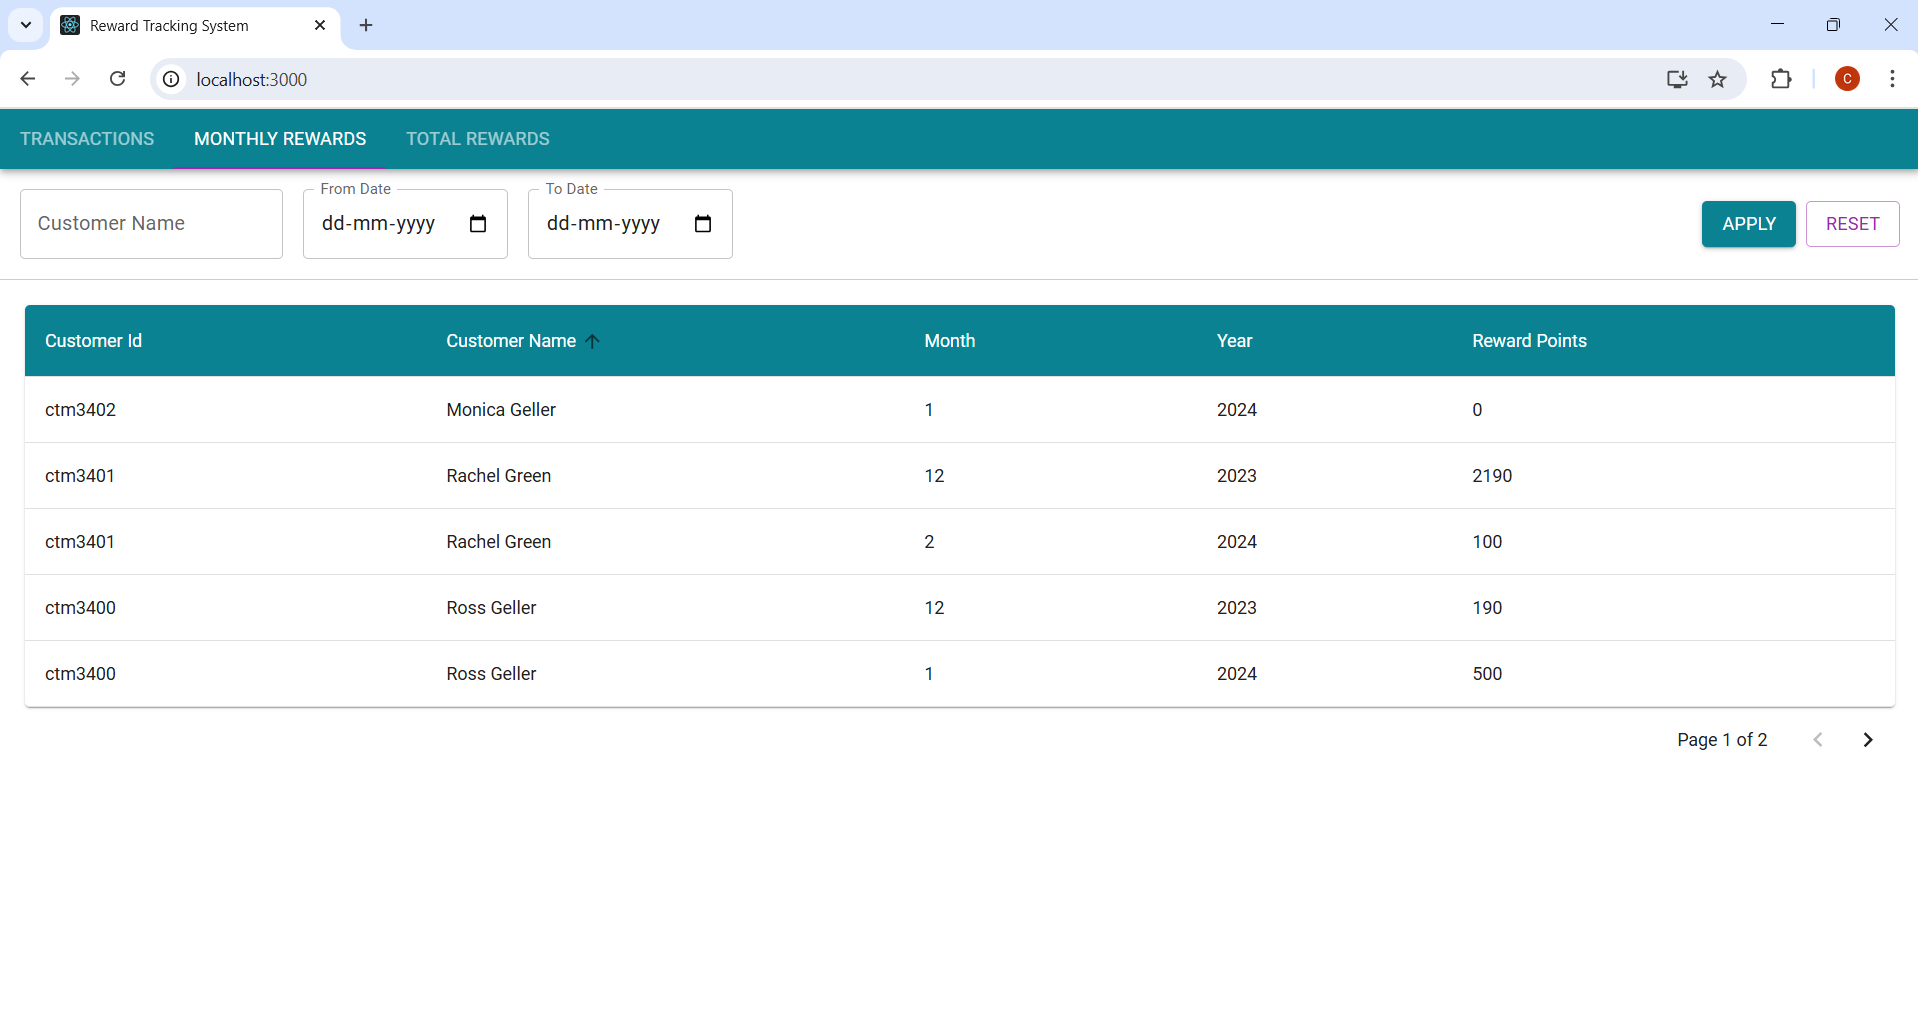 Reward Tracking System
localhost:3000
C
TRANSACTIONS MONTHLY REWARDS TOTAL REWARDS
Customer Name From Date dd-mm-yyyy To Date dd-mm-yyyy APPLY RESET
Customer Id Customer Name Month Year Reward Points
ctm3402 Monica Geller 1 2024 0
ctm3401 Rachel Green 12 2023 2190
ctm3401 Rachel Green 2 2024 100
ctm3400 Ross Geller 12 2023 190
ctm3400 Ross Geller 1 2024 500
Page 1 of 2